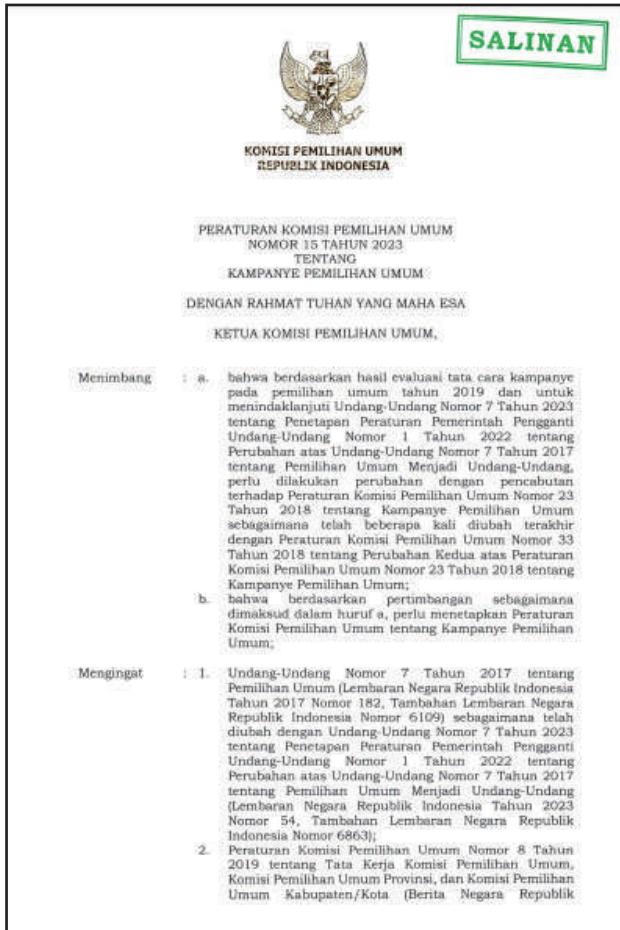 SALINAN
KOMISI PEMILIHAN UMUM
REPUBLIK INDONESIA
PERATURAN KOMISI PEMILIHAN UMUM
NOMOR 15 TAHUN 2023
TENTANG
KAMPANYE PEMILIHAN UMUM
DENGAN RAHMAT TUHAN YANG MAHA ESA
KETUA KOMISI PEMILIHAN UMUM,
Menimbang : a. bahwa berdasarkan hasil evaluasi tata cara kampanye
pada pemilihan umum tahun 2019 dan untuk
menindaklanjuti Undang-Undang Nomor 7 Tahun 2023
tentang Penetapan Peraturan Pemerintah Pengganti
Undang-Undang Nomor 1 Tahun 2022 tentang
Perubahan atas Undang-Undang Nomor 7 Tahun 2017
tentang Pemilihan Umum Menjadi Undang-Undang,
perlu dilakukan perubahan dengan pencabutan
terhadap Peraturan Komisi Pemilihan Umum Nomor 23
Tahun 2018 tentang Kampanye Pemilihan Umum
sebagaimana telah beberapa kali diubah terakhir
dengan Peraturan Komisi Pemilihan Umum Nomor 33
Tahun 2018 tentang Perubahan Kedua atas Peraturan
Komisi Pemilihan Umum Nomor 23 Tahun 2018 tentang
Kampanye Pemilihan Umum;
b. bahwa berdasarkan pertimbangan sebagaimana
dimaksud dalam huruf a, perlu menetapkan Peraturan
Komisi Pemilihan Umum tentang Kampanye Pemilihan
Umum;
Mengingat : 1. Undang-Undang Nomor 7 Tahun 2017 tentang
Pemilihan Umum (Lembaran Negara Republik Indonesia
Tahun 2017 Nomor 182, Tambahan Lembaran Negara
Republik Indonesia Nomor 6109) sebagaimana telah
diubah dengan Undang-Undang Nomor 7 Tahun 2023
tentang Penetapan Peraturan Pemerintah Pengganti
Undang-Undang Nomor 1 Tahun 2022 tentang
Perubahan atas Undang-Undang Nomor 7 Tahun 2017
tentang Pemilihan Umum Menjadi Undang-Undang
(Lembaran Negara Republik Indonesia Tahun 2023
Nomor 54, Tambahan Lembaran Negara Republik
Indonesia Nomor 6863);
2. Peraturan Komisi Pemilihan Umum Nomor 8 Tahun
2019 tentang Tata Kerja Komisi Pemilihan Umum,
Komisi Pemilihan Umum Provinsi, dan Komisi Pemilihan
Umum Kabupaten/Kota (Berita Negara Republik